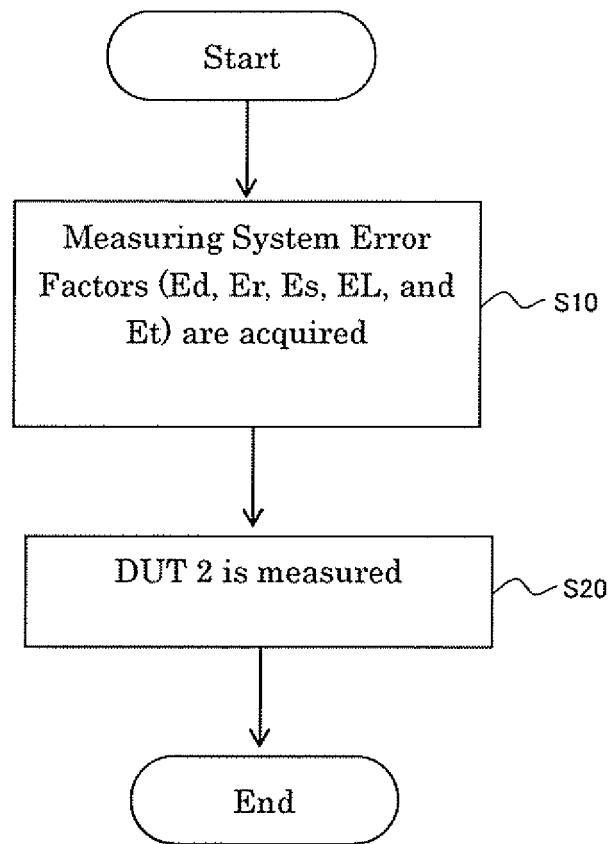 Start
Measuring System Error
Factors (Ed, Er, Es, EL, and
Et) are acquired
S10
DUT 2 is measured
S20
End